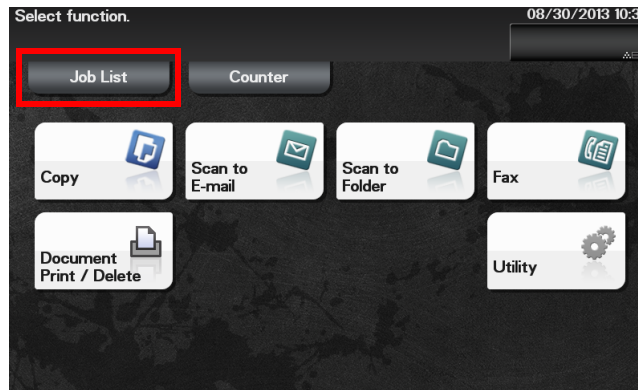 Select function.
08/30/2013 10:3
Job List
Counter
Copy
Scan to
E-mail
Scan to
Folder
Fax
Document
Print / Delete
Utility